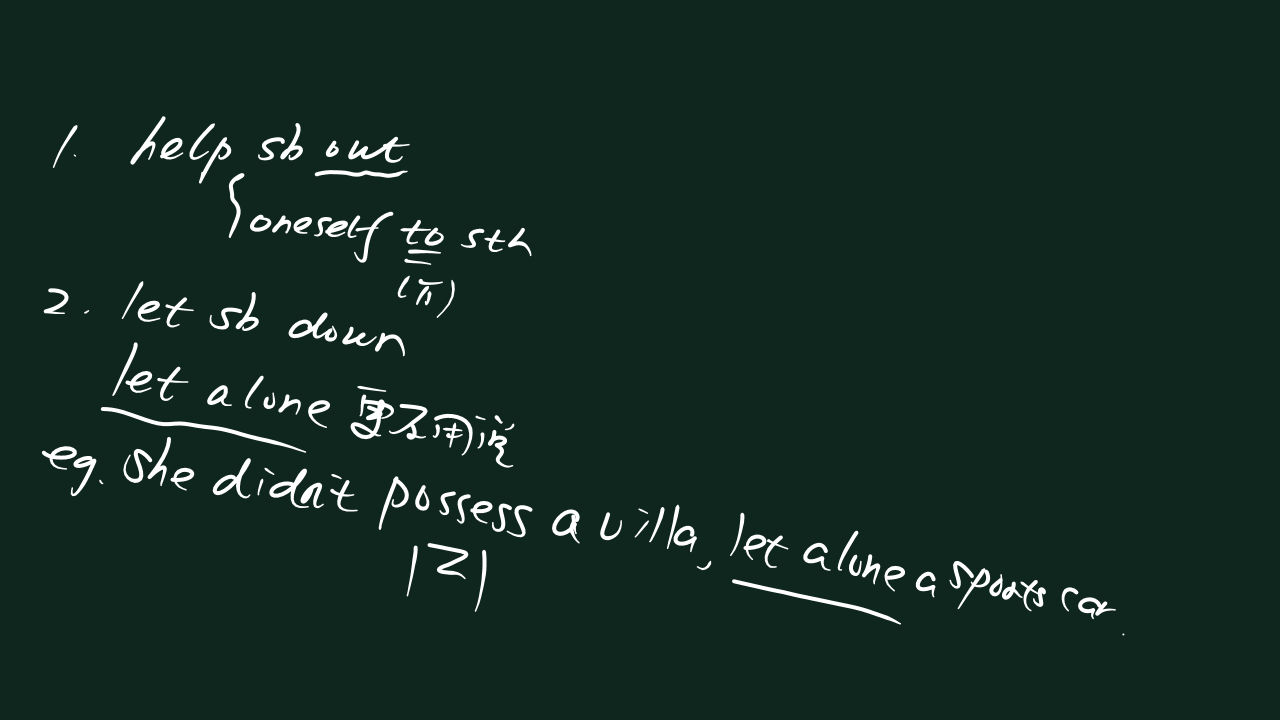 1. help sb out
oneself to sth
(介)
2. let sb down
let alone 更不用说
eg. She didn't possess a villa, let alone a sports car.
|Z|